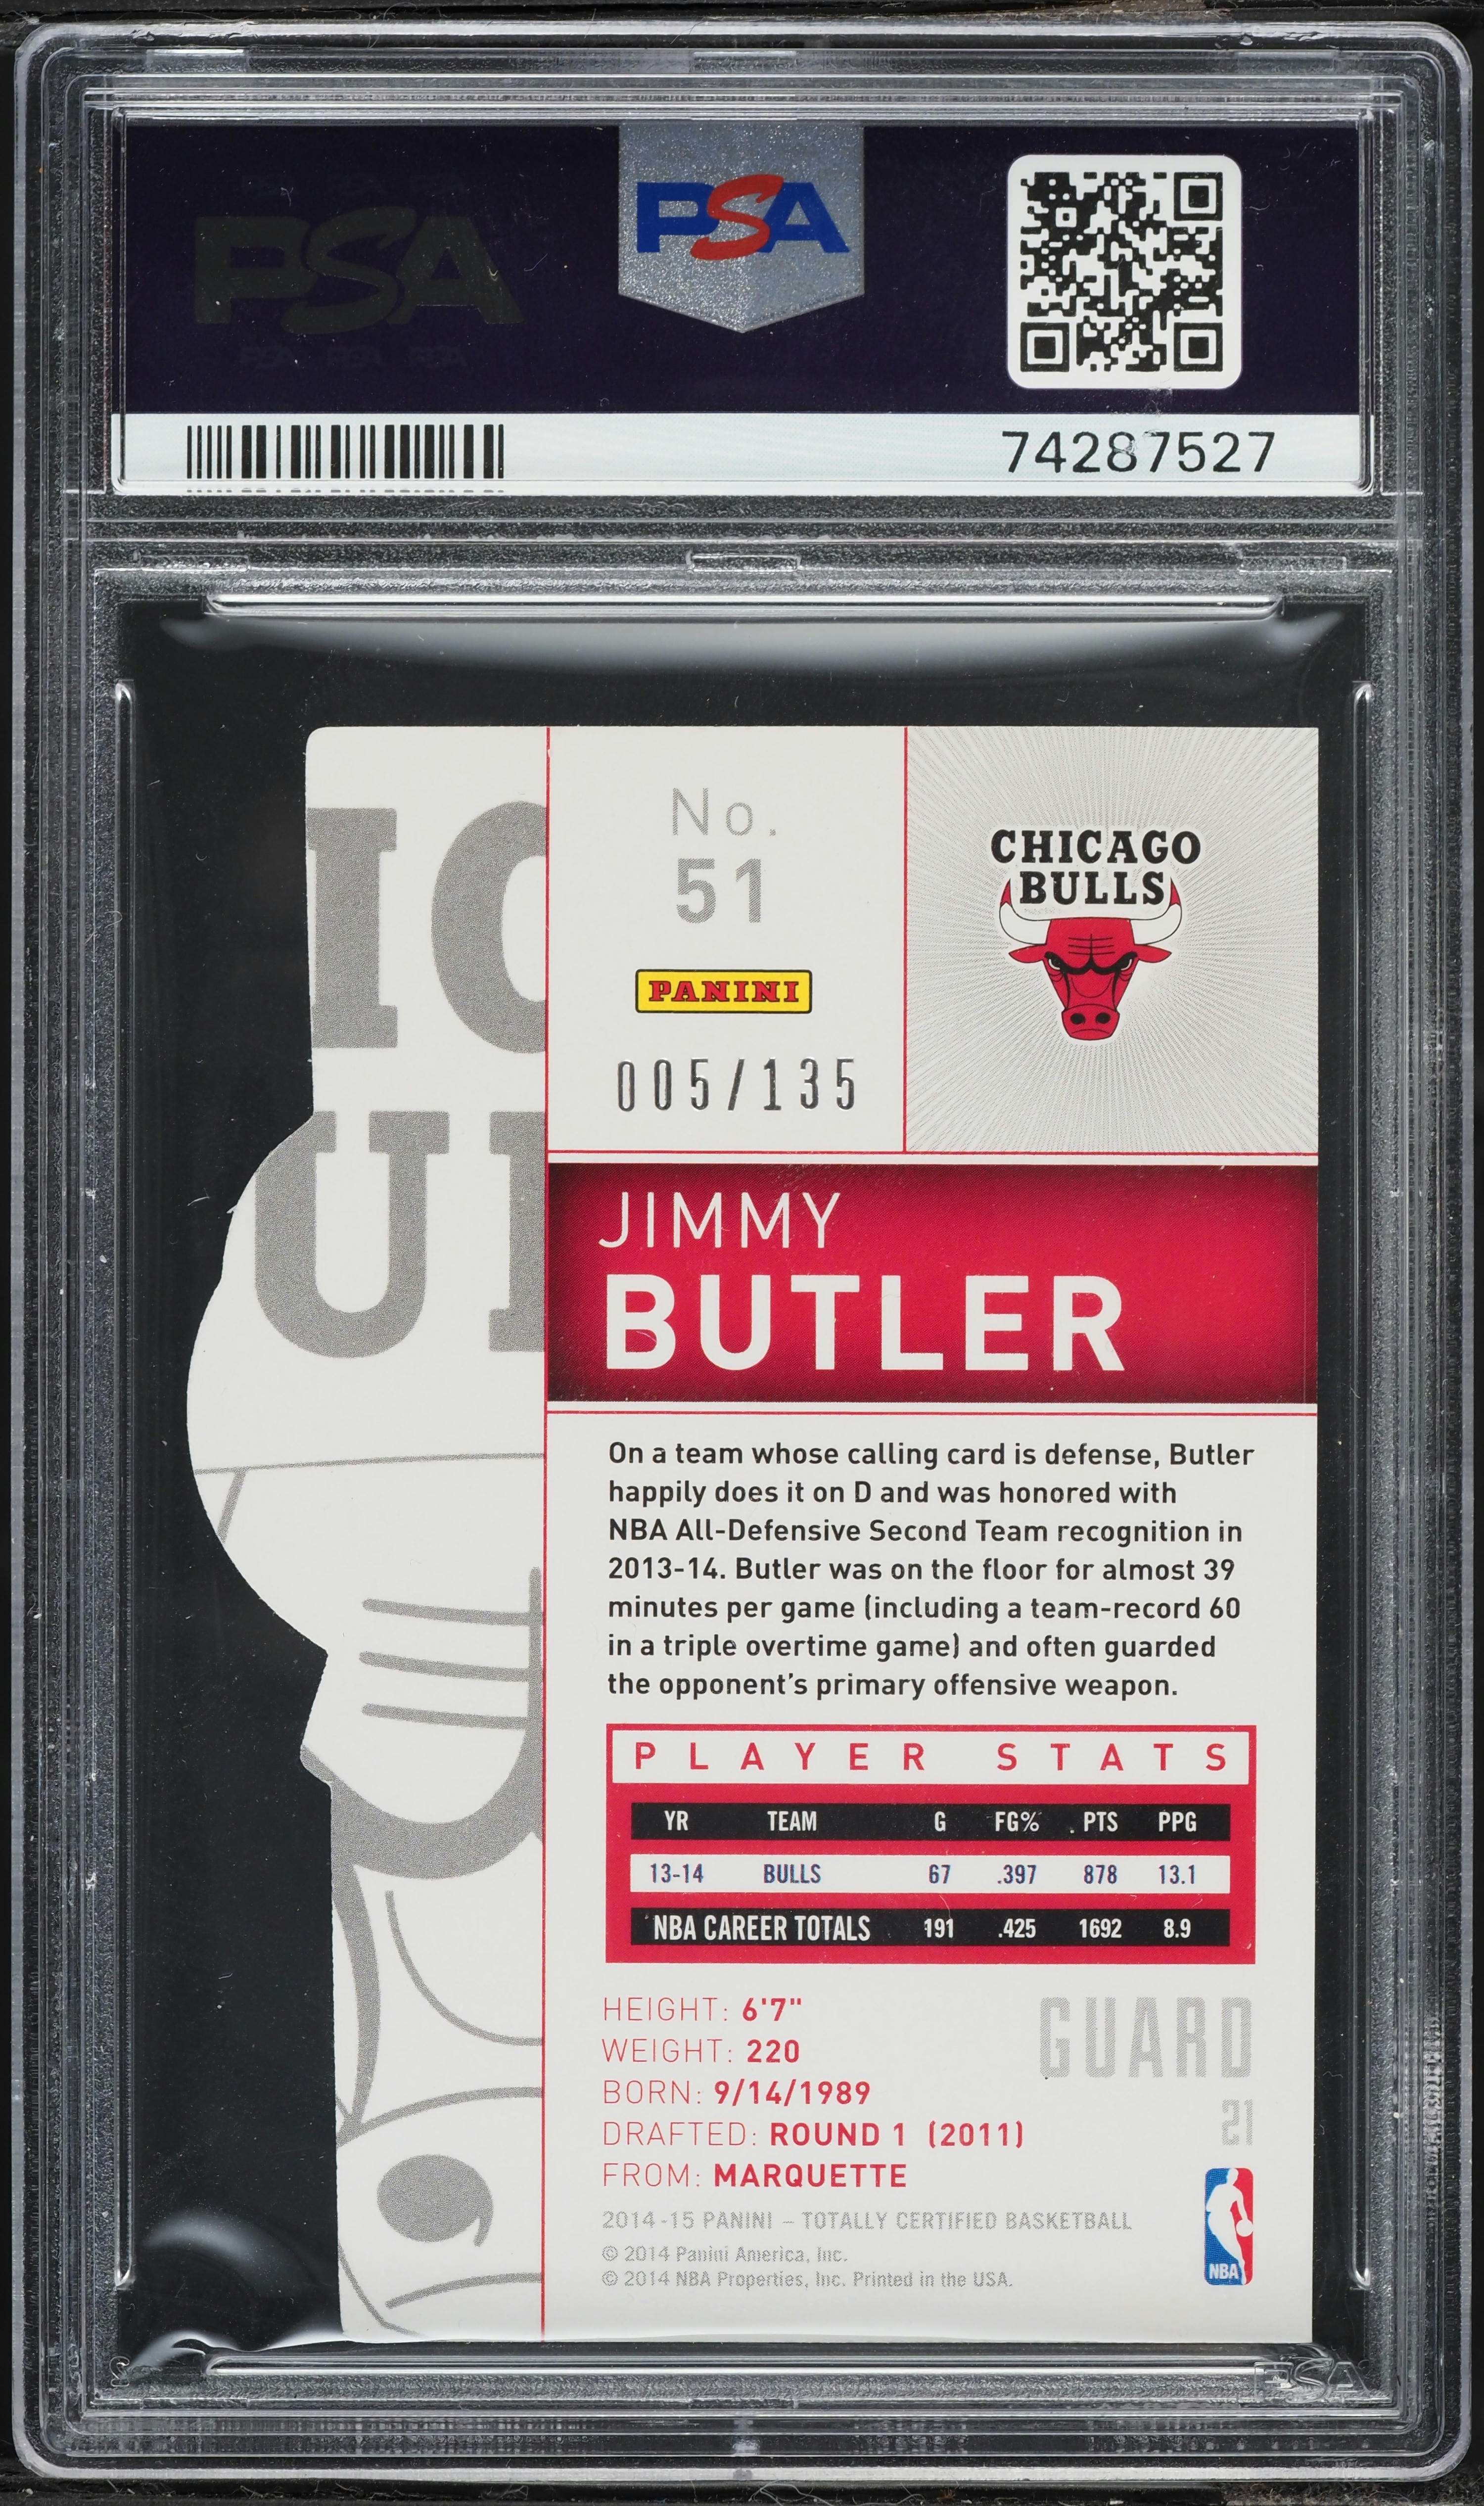 PSA
PSA
74287527
IC
U
No.
51
PANINI
005/135
CHICAGO
BULLS
JIMMY
BUTLER
On a team whose calling card is defense, Butler
happily does it on D and was honored with
NBA All-Defensive Second Team recognition in
2013-14. Butler was on the floor for almost 39
minutes per game (including a team-record 60
in a triple overtime game) and often guarded
the opponent's primary offensive weapon.
PLAYER STATS
YR TEAM G FG% PTS PPG
13-14 BULLS 67 .397 878 13.1
NBA CAREER TOTALS 191 .425 1692 8.9
HEIGHT: 6'7"
WEIGHT: 220
BORN: 9/14/1989
DRAFTED: ROUND 1 (2011)
FROM: MARQUETTE
GUARD
21
2014-15 PANINI – TOTALLY CERTIFIED BASKETBALL
© 2014 Panini America, Inc.
© 2014 NBA Properties, Inc. Printed in the USA.
NBA
PSA